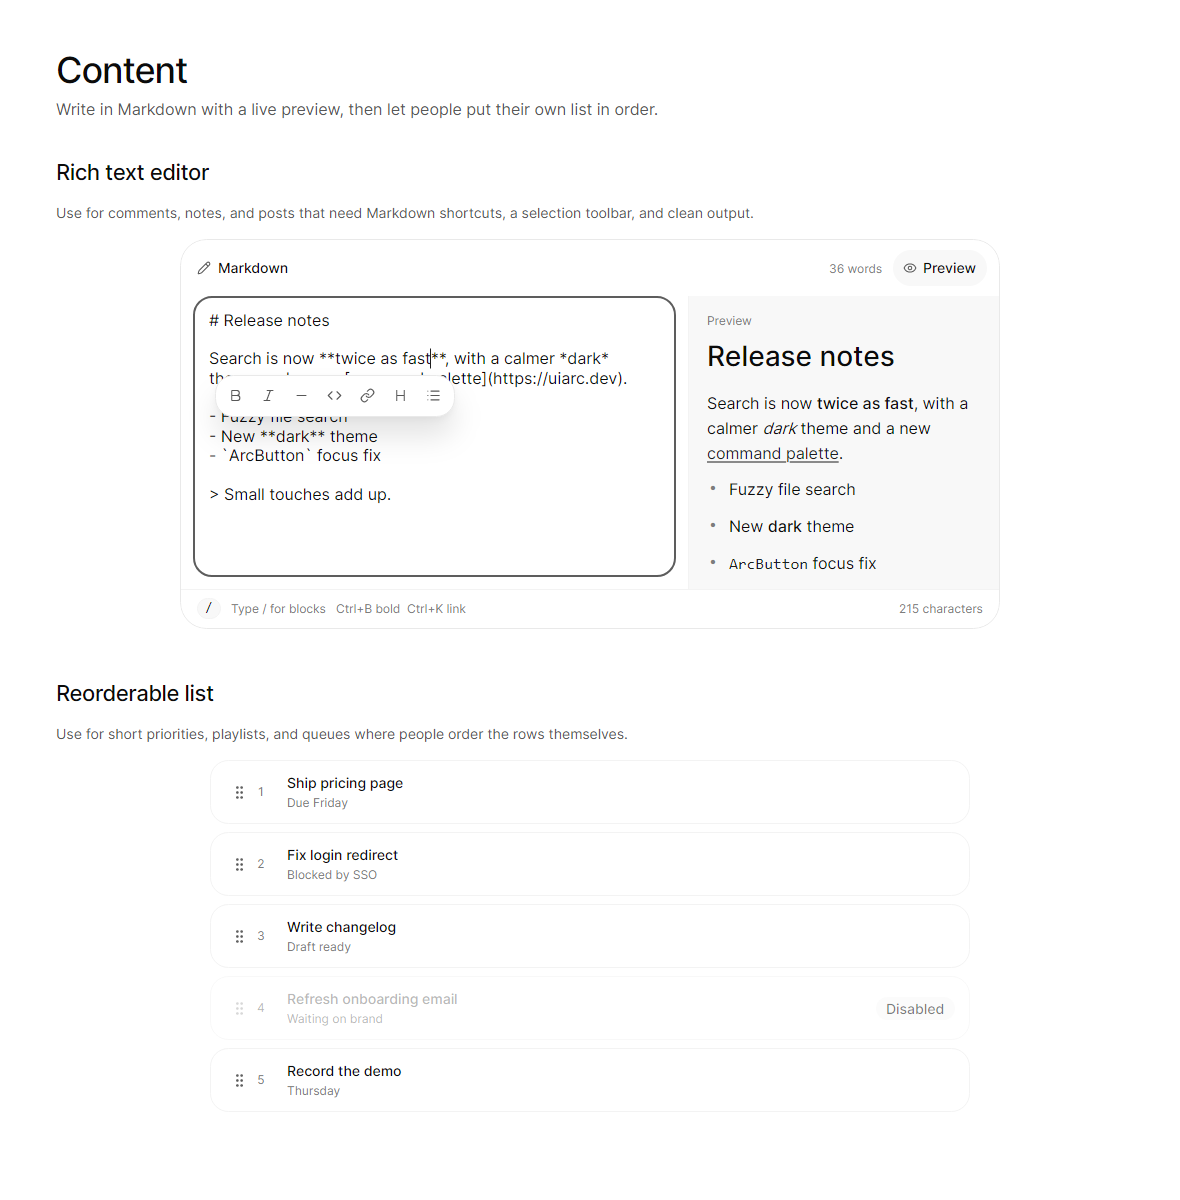 Content
Write in Markdown with a live preview, then let people put their own list in order.
Rich text editor
Use for comments, notes, and posts that need Markdown shortcuts, a selection toolbar, and clean output.
Markdown
36 words
Preview
# Release notes
Search is now **twice as fast**, with a calmer *dark*
lette](https://uiarc.dev).
B I H
- Fuzzy file search
- New **dark** theme
- `ArcButton` focus fix
> Small touches add up.
Preview
Release notes
Search is now twice as fast, with a
calmer dark theme and a new
command palette.
• Fuzzy file search
• New dark theme
• ArcButton focus fix
/ Type / for blocks Ctrl+B bold Ctrl+K link
215 characters
Reorderable list
Use for short priorities, playlists, and queues where people order the rows themselves.
1 Ship pricing page
Due Friday
2 Fix login redirect
Blocked by SSO
3 Write changelog
Draft ready
4 Refresh onboarding email
Waiting on brand
Disabled
5 Record the demo
Thursday